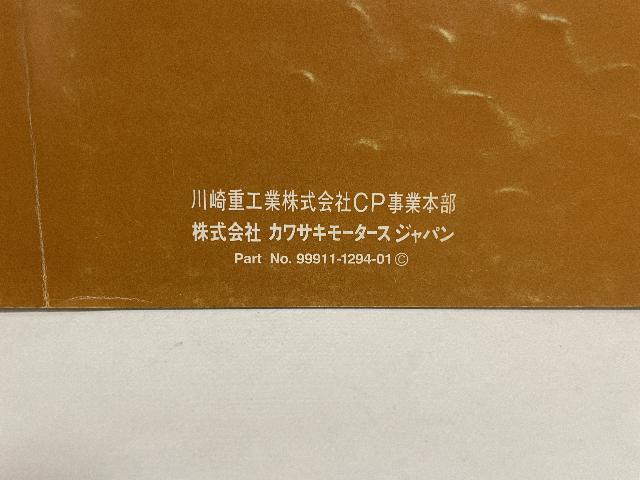 川崎重工業株式会社CP事業本部
株式会社 カワサキモータースジャパン
Part No. 99911-1294-01©